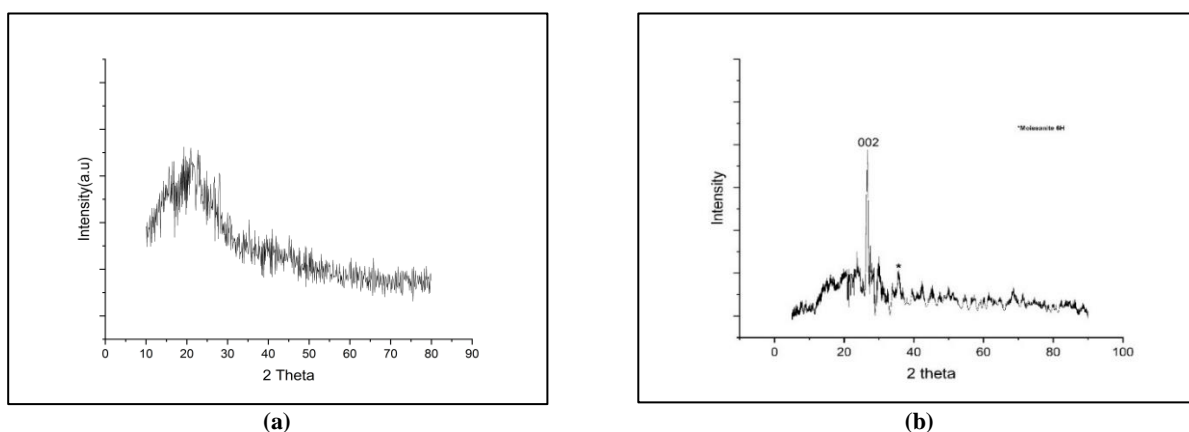 Intensity(a.u)
0 10 20 30 40 50 60 70 80 90
2 Theta
(a)
*Moissanite 6H
002
*
Intensity
0 20 40 60 80 100
2 theta
(b)